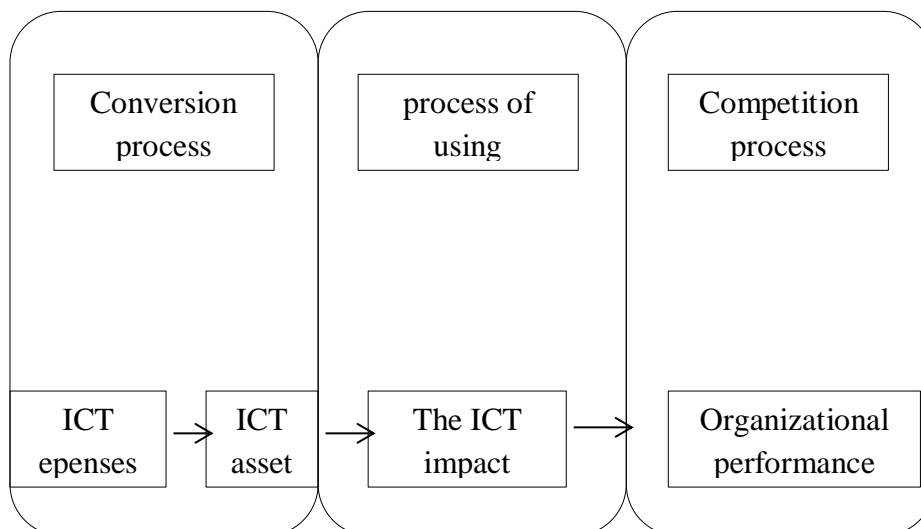 Conversion
process
process of
using
Competition
process
ICT
epenses
ICT
asset
The ICT
impact
Organizational
performance